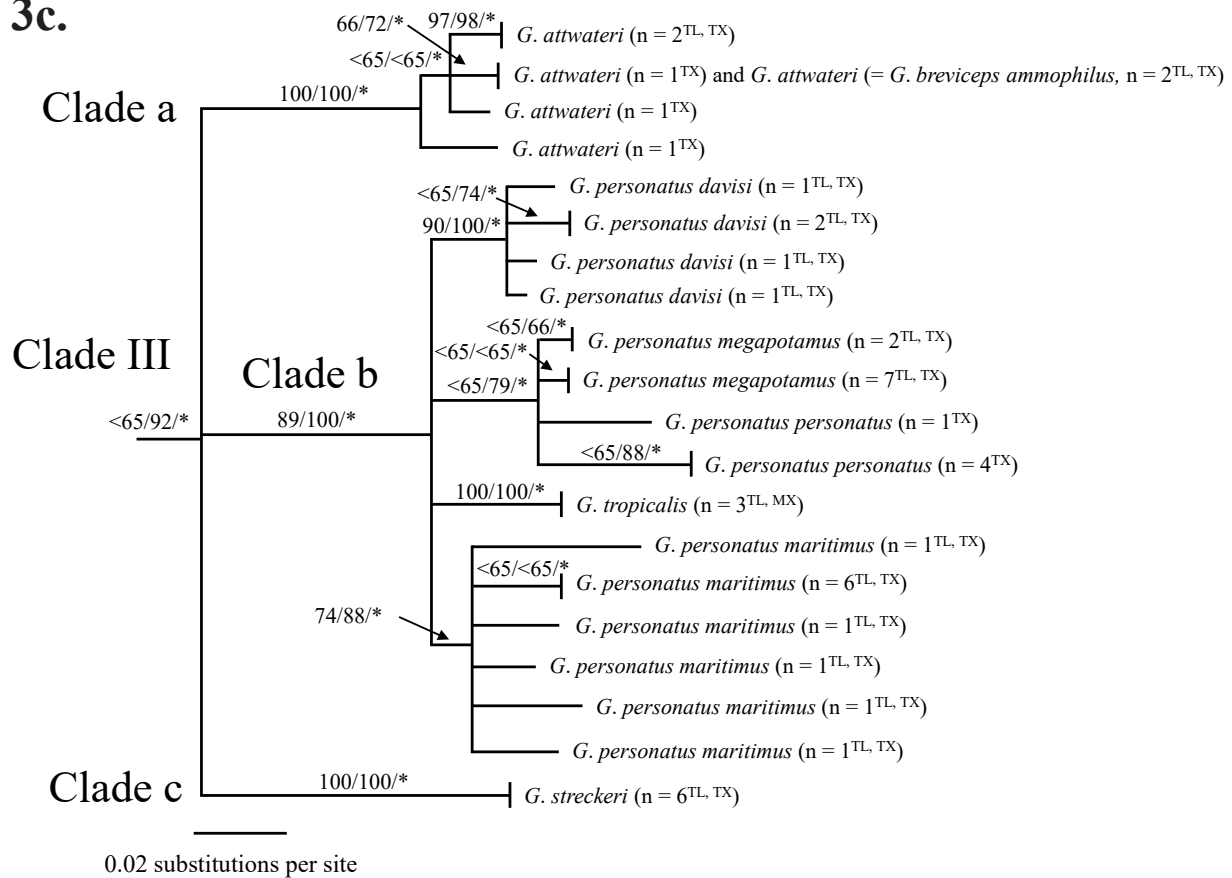 3c.
66/72/*
97/98/*
G. attwateri (n = 2TL, TX)
<65/<65/*
G. attwateri (n = 1TX) and G. attwateri (= G. breviceps ammophilus, n = 2TL, TX)
100/100/*
Clade a
G. attwateri (n = 1TX)
G. attwateri (n = 1TX)
<65/74/*
G. personatus davisi (n = 1TL, TX)
90/100/*
G. personatus davisi (n = 2TL, TX)
G. personatus davisi (n = 1TL, TX)
G. personatus davisi (n = 1TL, TX)
<65/66/*
G. personatus megapotamus (n = 2TL, TX)
Clade III
<65/<65/*
Clade b
<65/79/*
G. personatus megapotamus (n = 7TL, TX)
<65/92/*
89/100/*
G. personatus personatus (n = 1TX)
<65/88/*
G. personatus personatus (n = 4TX)
100/100/*
G. tropicalis (n = 3TL, MX)
G. personatus maritimus (n = 1TL, TX)
<65/<65/*
G. personatus maritimus (n = 6TL, TX)
74/88/*
G. personatus maritimus (n = 1TL, TX)
G. personatus maritimus (n = 1TL, TX)
G. personatus maritimus (n = 1TL, TX)
G. personatus maritimus (n = 1TL, TX)
Clade c
100/100/*
G. streckeri (n = 6TL, TX)
0.02 substitutions per site